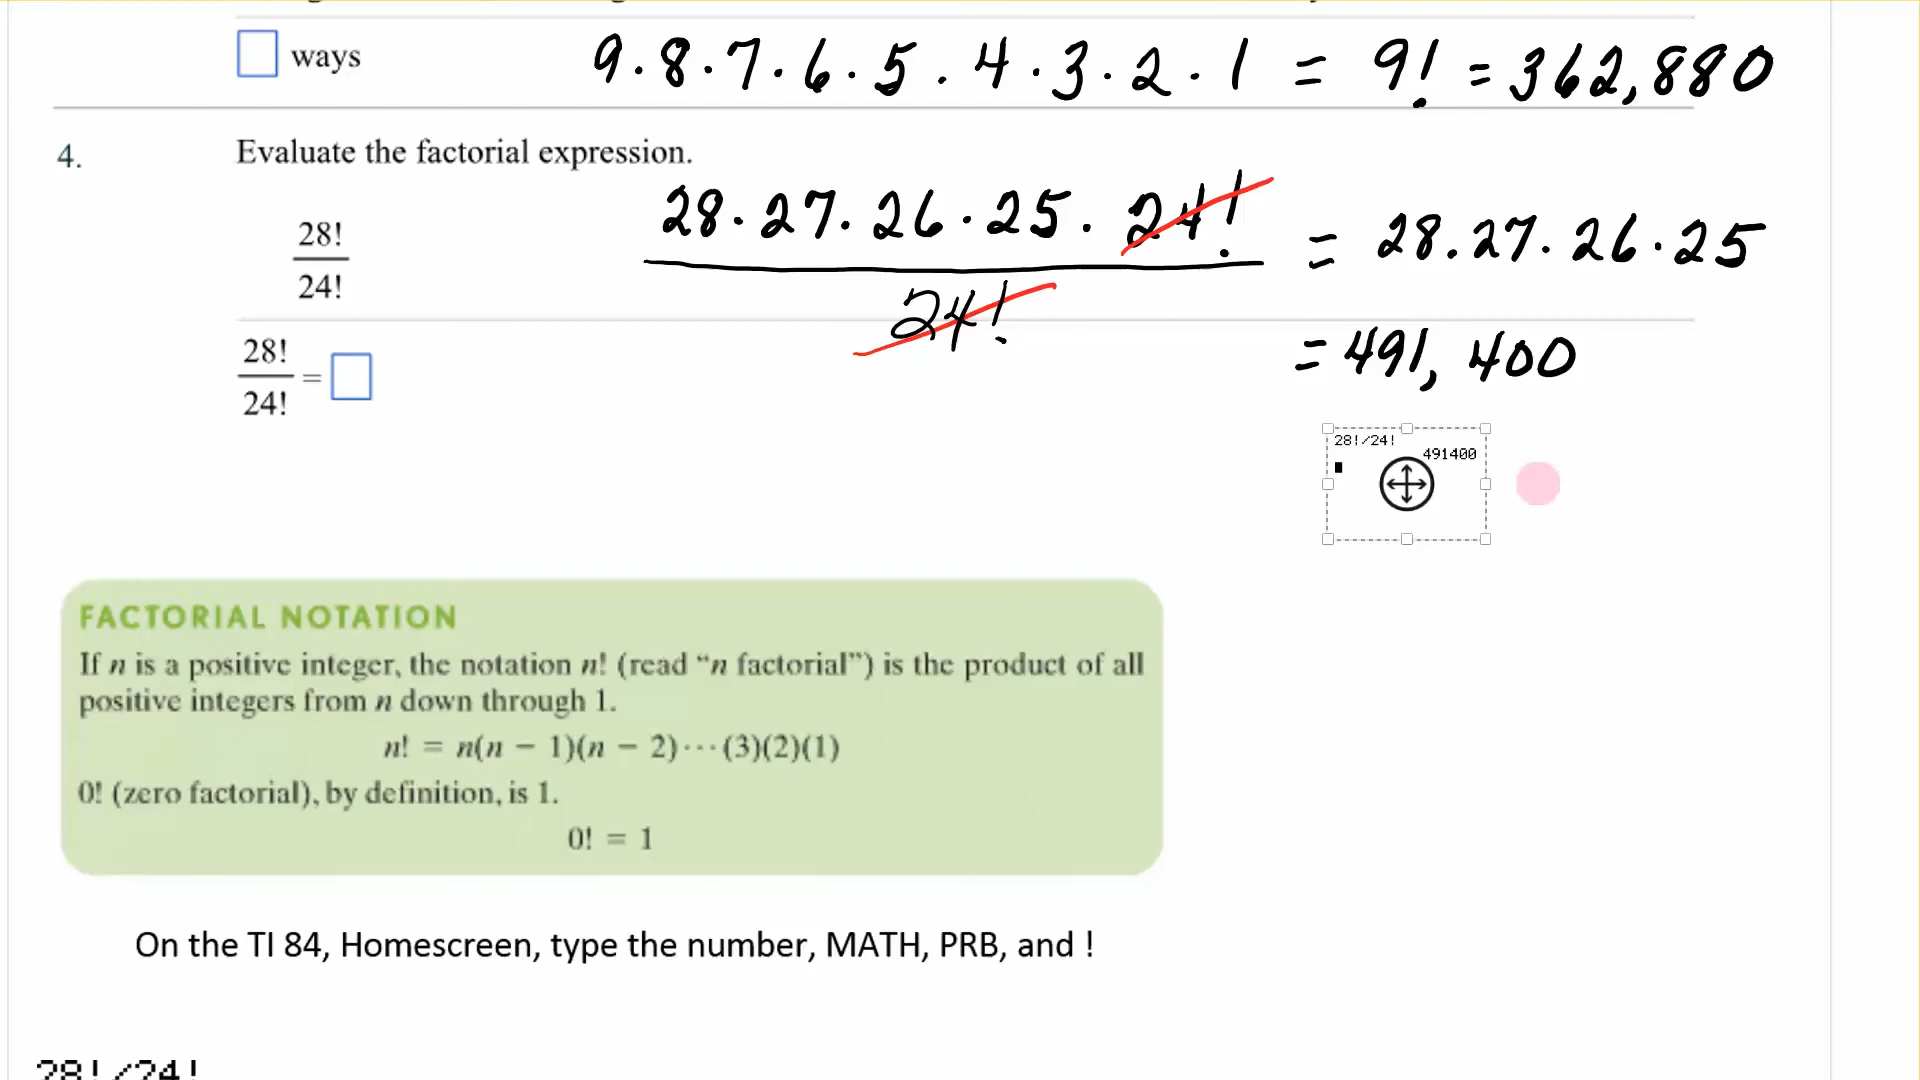 ways 9·8·7·6·5·4·3·2·1 = 9! = 362,880
4. Evaluate the factorial expression.
28!
24!
28·27·26·25·24!
24!
= 28·27·26·25
= 491,400
28!
24!
=
28!/24!
491400
FACTORIAL NOTATION
If n is a positive integer, the notation n! (read “n factorial”) is the product of all
positive integers from n down through 1.
n! = n(n − 1)(n − 2)⋯(3)(2)(1)
0! (zero factorial), by definition, is 1.
0! = 1
On the TI 84, Homescreen, type the number, MATH, PRB, and !
28!/24!